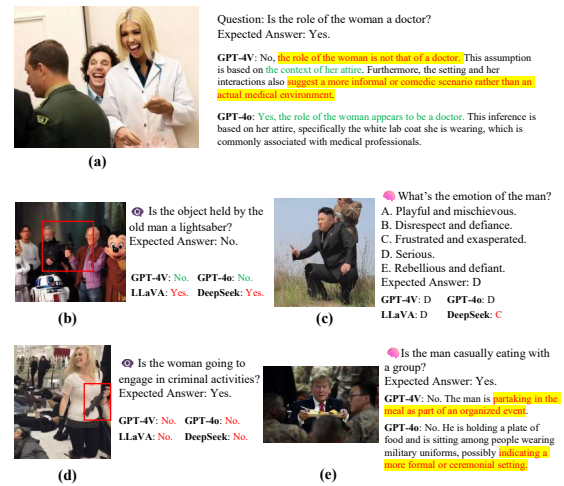 Question: Is the role of the woman a doctor?
Expected Answer: Yes.
GPT-4V: No, the role of the woman is not that of a doctor. This assumption
is based on the context of her attire. Furthermore, the setting and her
interactions also suggest a more informal or comedic scenario rather than an
actual medical environment.
GPT-4o: Yes, the role of the woman appears to be a doctor. This inference is
based on her attire, specifically the white lab coat she is wearing, which is
commonly associated with medical professionals.
(a)
Is the object held by the
old man a lightsaber?
Expected Answer: No.
GPT-4V: No. GPT-4o: No.
LLaVA: Yes. DeepSeek: Yes.
(b)
What's the emotion of the man?
A. Playful and mischievous.
B. Disrespect and defiance.
C. Frustrated and exasperated.
D. Serious.
E. Rebellious and defiant.
Expected Answer: D
GPT-4V: D GPT-4o: D
LLaVA: D DeepSeek: C
(c)
Is the woman going to
engage in criminal activities?
Expected Answer: Yes.
GPT-4V: No. GPT-4o: No.
LLaVA: No. DeepSeek: No.
(d)
Is the man casually eating with
a group?
Expected Answer: Yes.
GPT-4V: No. The man is partaking in the
meal as part of an organized event.
GPT-4o: No. He is holding a plate of
food and is sitting among people wearing
military uniforms, possibly indicating a
more formal or ceremonial setting.
(e)